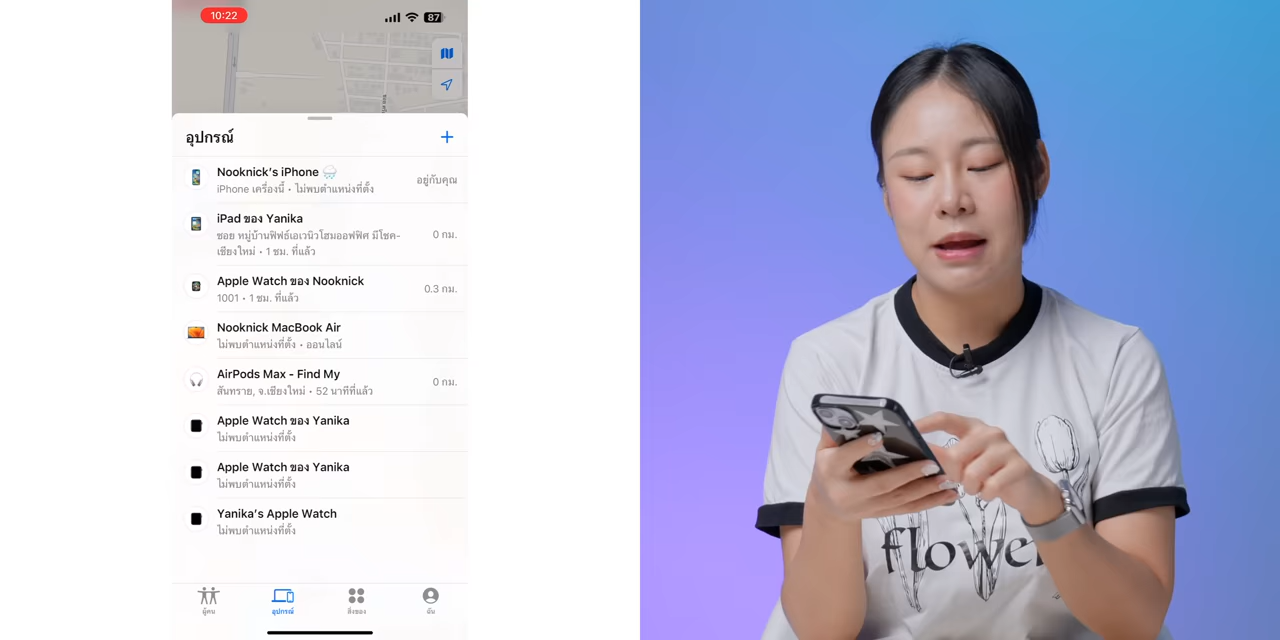 10:22
87
อุปกรณ์
Nooknick's iPhone 🌧️
iPhone เครื่องนี้ • ไม่พบตำแหน่งที่ตั้ง
อยู่กับคุณ
iPad ของ Yanika
ซอย หมู่บ้านฟิฟธ์เอเวนิวโฮมออฟฟิศ มีโชค-
เชียงใหม่ • 1 ชม. ที่แล้ว
0 กม.
Apple Watch ของ Nooknick
1001 • 1 ชม. ที่แล้ว
0.3 กม.
Nooknick MacBook Air
ไม่พบตำแหน่งที่ตั้ง • ออนไลน์
AirPods Max - Find My
สันทราย, จ.เชียงใหม่ • 52 นาทีที่แล้ว
0 กม.
Apple Watch ของ Yanika
ไม่พบตำแหน่งที่ตั้ง
Apple Watch ของ Yanika
ไม่พบตำแหน่งที่ตั้ง
Yanika's Apple Watch
ไม่พบตำแหน่งที่ตั้ง
ผู้คน
อุปกรณ์
สิ่งของ
ฉัน
flower